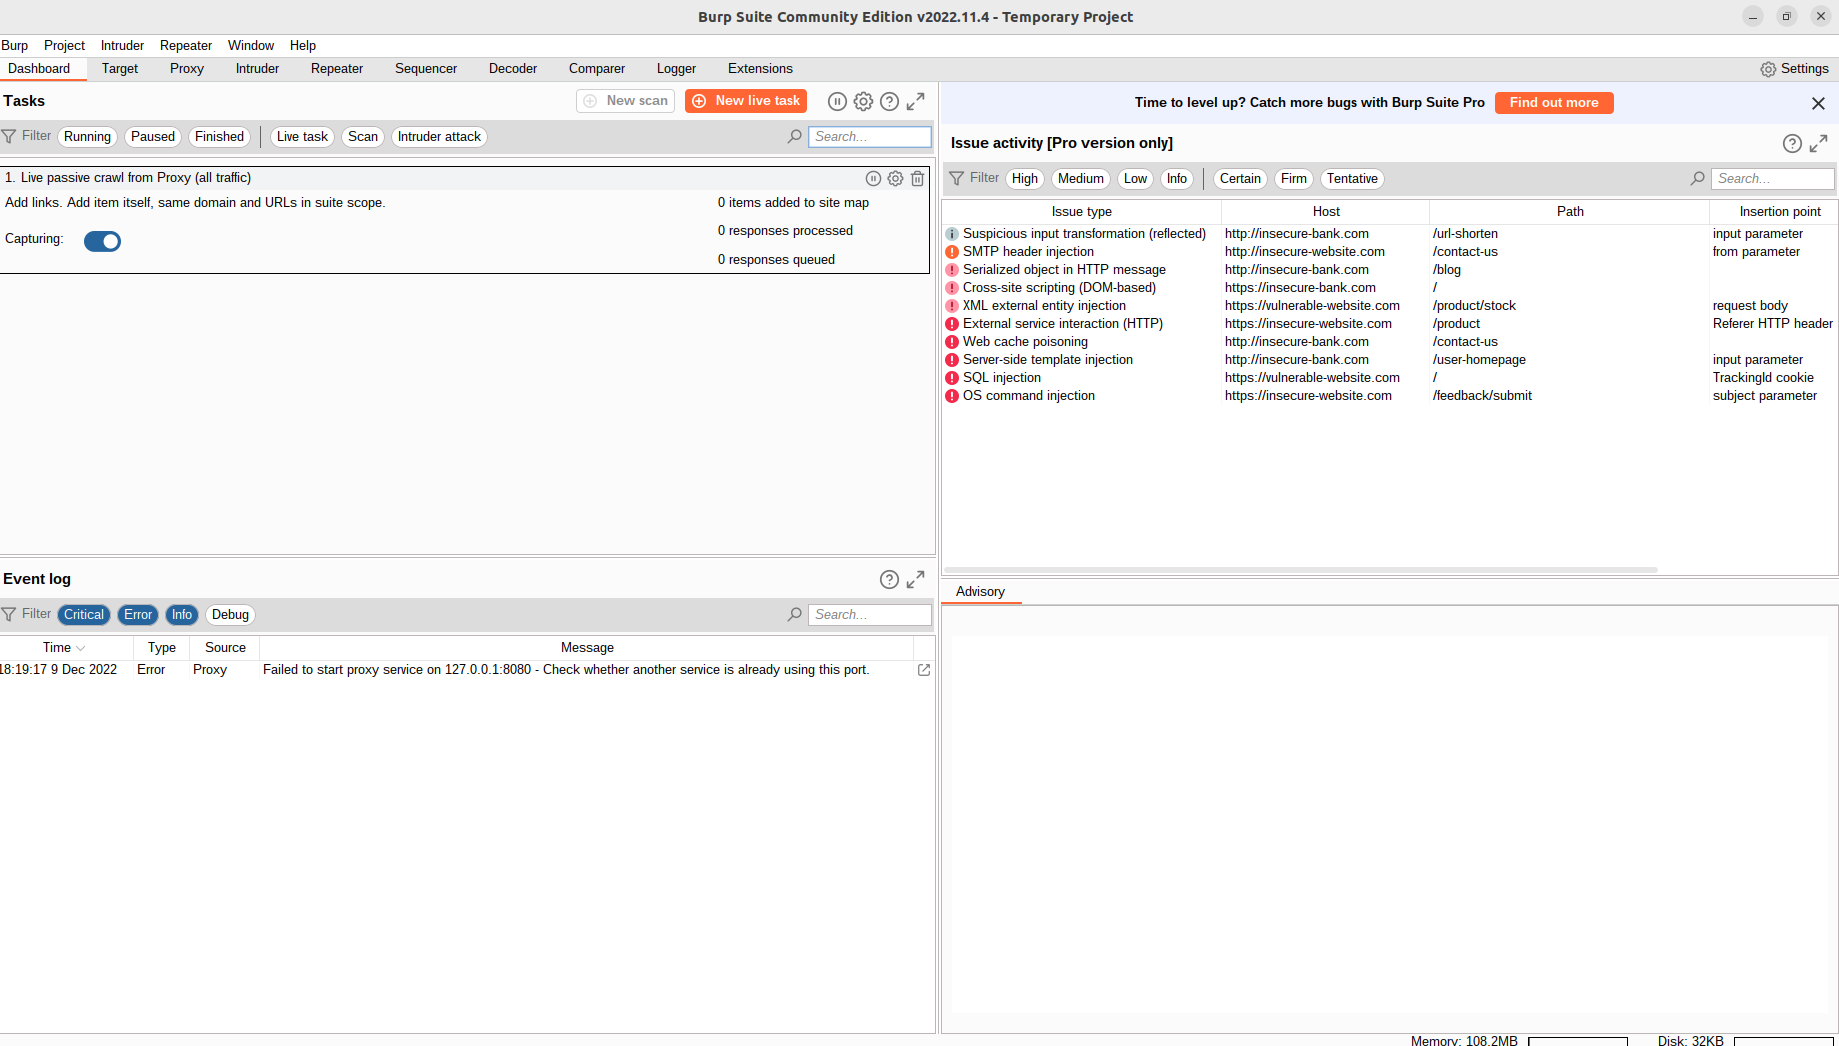 Burp Suite Community Edition v2022.11.4 - Temporary Project
Burp Project Intruder Repeater Window Help
Dashboard Target Proxy Intruder Repeater Sequencer Decoder Comparer Logger Extensions Settings
Tasks New scan New live task
Filter Running Paused Finished Live task Scan Intruder attack Search...
1. Live passive crawl from Proxy (all traffic)
Add links. Add item itself, same domain and URLs in suite scope. 0 items added to site map
0 responses processed
Capturing:
0 responses queued
Event log
Filter Critical Error Info Debug Search...
Time Type Source Message
18:19:17 9 Dec 2022 Error Proxy Failed to start proxy service on 127.0.0.1:8080 - Check whether another service is already using this port.
Time to level up? Catch more bugs with Burp Suite Pro Find out more
Issue activity [Pro version only]
Filter High Medium Low Info Certain Firm Tentative Search...
Issue type Host Path Insertion point
Suspicious input transformation (reflected) http://insecure-bank.com /url-shorten input parameter
SMTP header injection http://insecure-website.com /contact-us from parameter
Serialized object in HTTP message http://insecure-bank.com /blog
Cross-site scripting (DOM-based) https://insecure-bank.com /
XML external entity injection https://vulnerable-website.com /product/stock request body
External service interaction (HTTP) https://insecure-website.com /product Referer HTTP header
Web cache poisoning http://insecure-bank.com /contact-us
Server-side template injection http://insecure-bank.com /user-homepage input parameter
SQL injection https://vulnerable-website.com / TrackingId cookie
OS command injection https://insecure-website.com /feedback/submit subject parameter
Advisory
Memory: 108.2MB Disk: 32KB